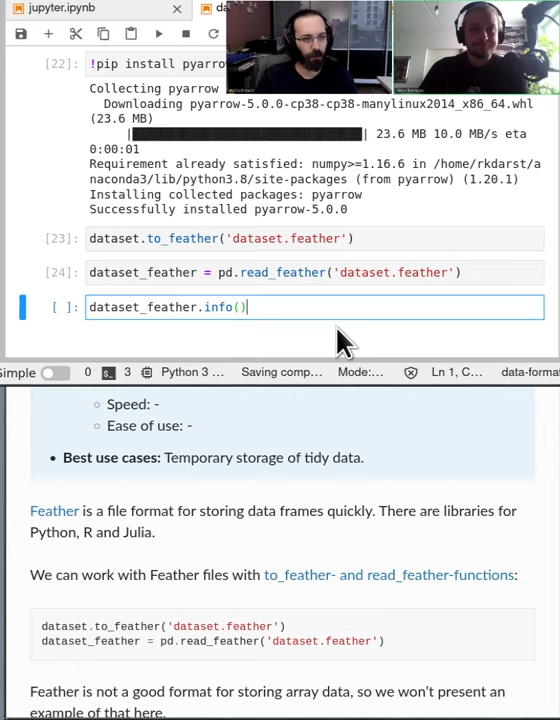 jupyter.ipynb
[22]: !pip install pyarrow
Collecting pyarrow
Downloading pyarrow-5.0.0-cp38-cp38-manylinux2014_x86_64.whl
(23.6 MB)
| 23.6 MB 10.0 MB/s eta
0:00:01
Requirement already satisfied: numpy>=1.16.6 in /home/rkdarst/a
naconda3/lib/python3.8/site-packages (from pyarrow) (1.20.1)
Installing collected packages: pyarrow
Successfully installed pyarrow-5.0.0
[23]: dataset.to_feather('dataset.feather')
[24]: dataset_feather = pd.read_feather('dataset.feather')
[ ]: dataset_feather.info()
Simple 0 3 Python 3 ... Saving comp... Mode:... Ln 1, C... data-format
Speed: -
Ease of use: -
Best use cases: Temporary storage of tidy data.
Feather is a file format for storing data frames quickly. There are libraries for
Python, R and Julia.
We can work with Feather files with to_feather- and read_feather-functions:
dataset.to_feather('dataset.feather')
dataset_feather = pd.read_feather('dataset.feather')
Feather is not a good format for storing array data, so we won't present an
example of that here.